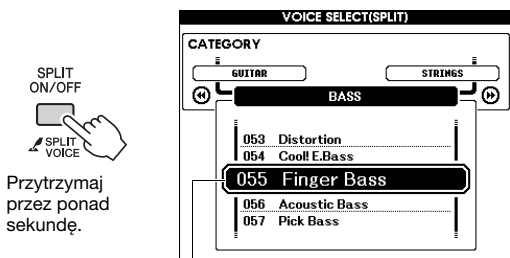 VOICE SELECT(SPLIT)
CATEGORY
GUITAR
STRINGS
BASS
053 Distortion
054 Cool! E.Bass
055 Finger Bass
056 Acoustic Bass
057 Pick Bass
SPLIT
ON/OFF
SPLIT
VOICE
Przytrzymaj
przez ponad
sekundę.